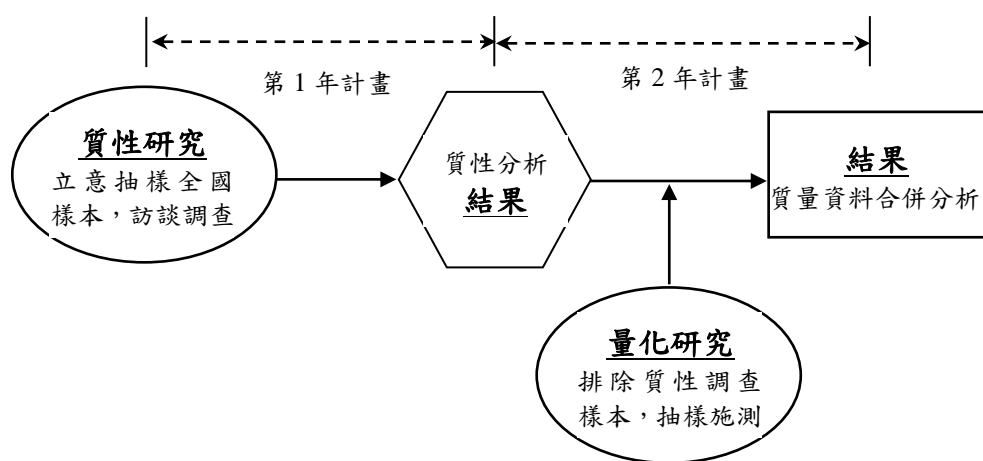 第 1 年計畫
第 2 年計畫
質性研究
立意抽樣全國
樣本，訪談調查
質性分析
結果
結果
質量資料合併分析
量化研究
排除質性調查
樣本，抽樣施測